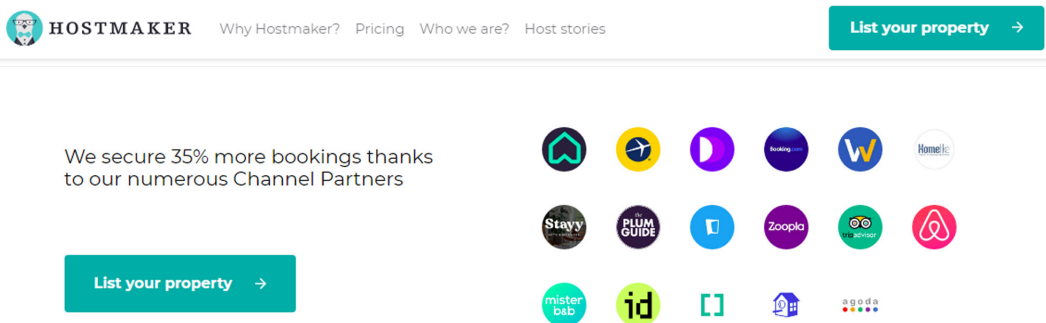 HOSTMAKER
Why Hostmaker? Pricing Who we are? Host stories
List your property →
We secure 35% more bookings thanks
to our numerous Channel Partners
List your property →
Booking.com
Stayy
the
PLUM
GUIDE
Zoopla
tripadvisor
mister
b&b
id
agoda